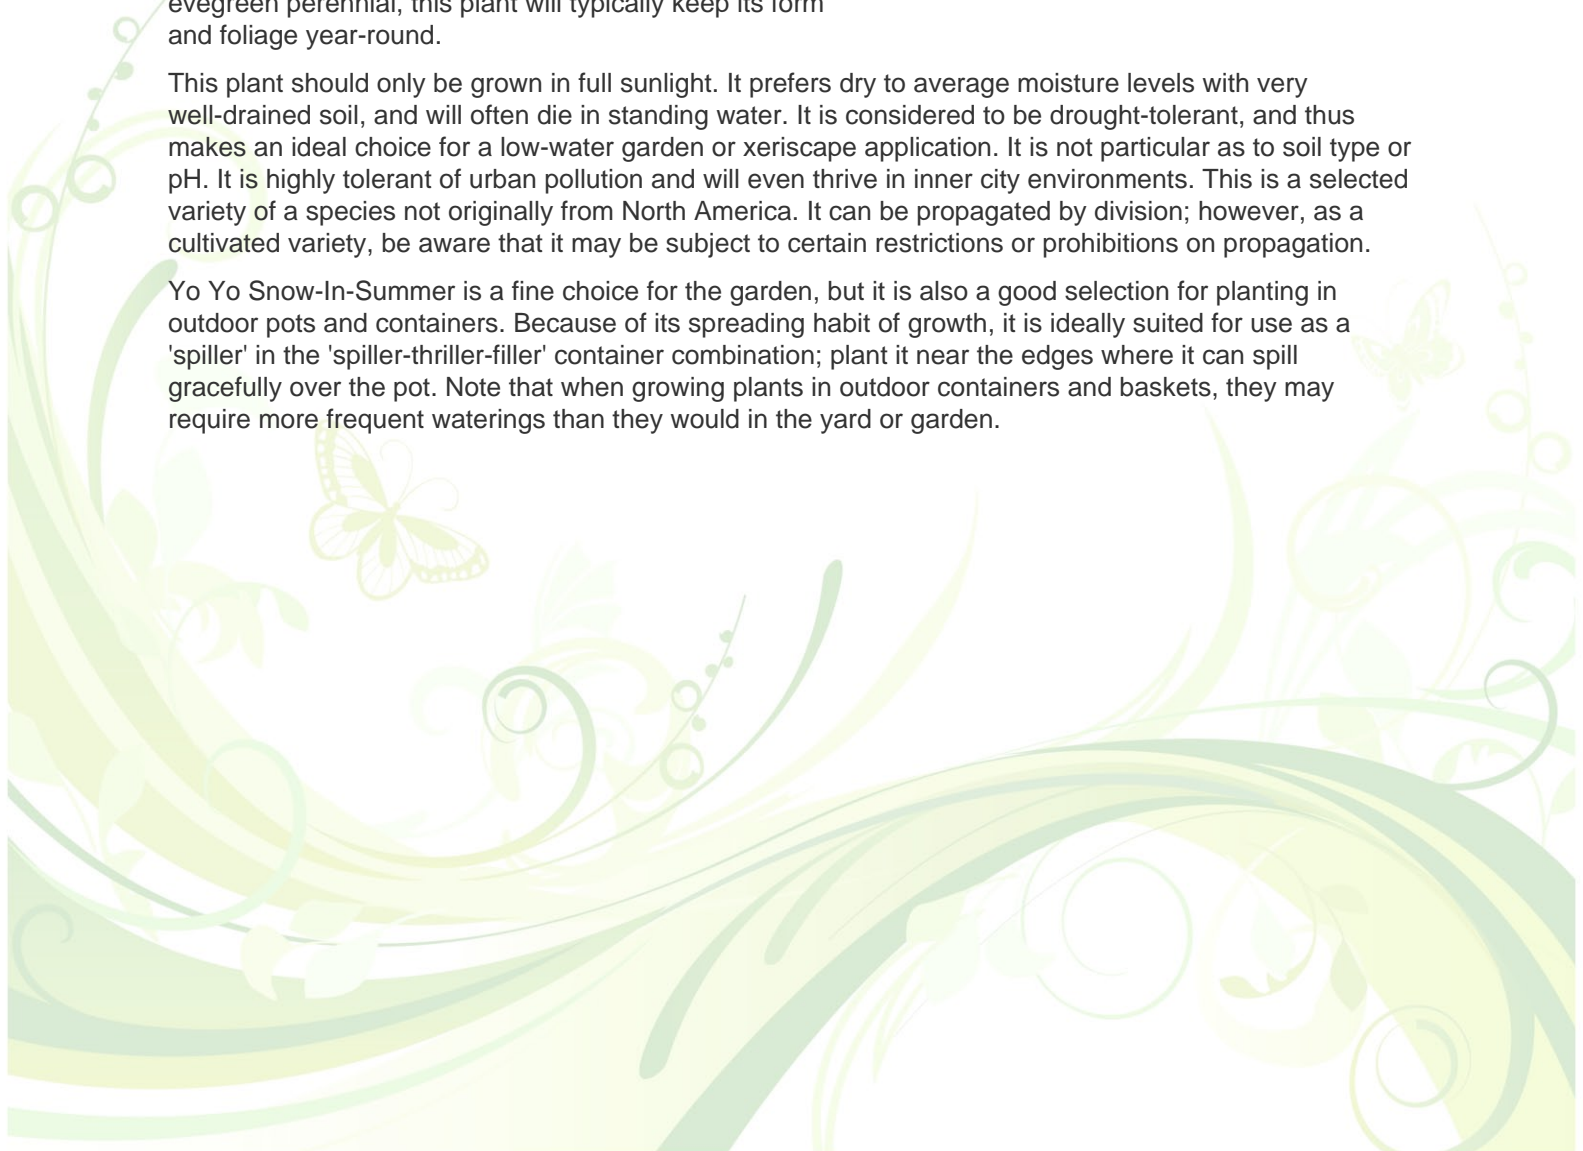 evegreen perennial, this plant will typically keep its form
and foliage year-round.
This plant should only be grown in full sunlight. It prefers dry to average moisture levels with very
well-drained soil, and will often die in standing water. It is considered to be drought-tolerant, and thus
makes an ideal choice for a low-water garden or xeriscape application. It is not particular as to soil type or
pH. It is highly tolerant of urban pollution and will even thrive in inner city environments. This is a selected
variety of a species not originally from North America. It can be propagated by division; however, as a
cultivated variety, be aware that it may be subject to certain restrictions or prohibitions on propagation.
Yo Yo Snow-In-Summer is a fine choice for the garden, but it is also a good selection for planting in
outdoor pots and containers. Because of its spreading habit of growth, it is ideally suited for use as a
'spiller' in the 'spiller-thriller-filler' container combination; plant it near the edges where it can spill
gracefully over the pot. Note that when growing plants in outdoor containers and baskets, they may
require more frequent waterings than they would in the yard or garden.